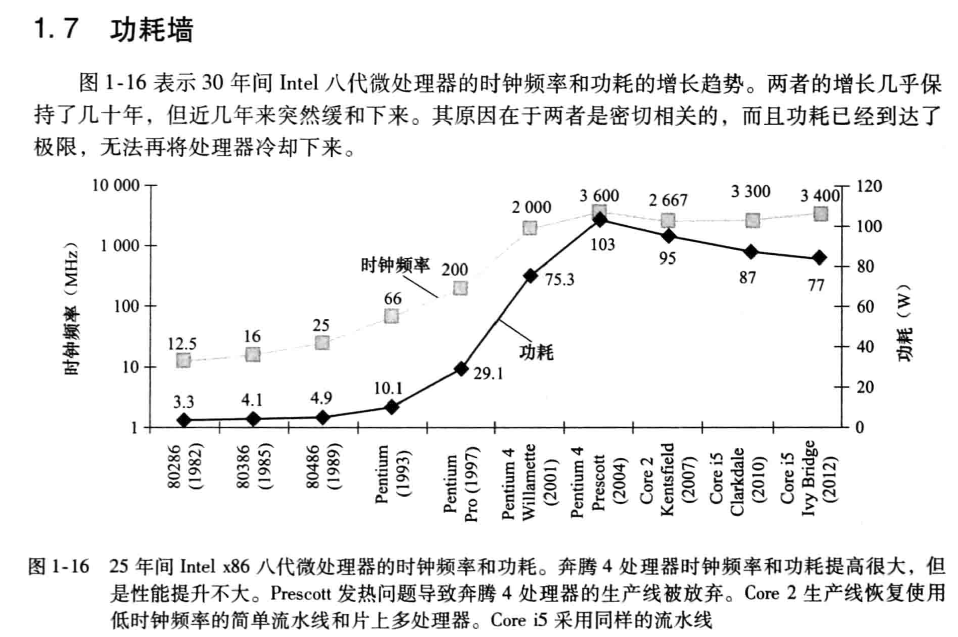 1.7 功耗墙
图 1-16 表示 30 年间 Intel 八代微处理器的时钟频率和功耗的增长趋势。两者的增长几乎保
持了几十年，但近几年来突然缓和下来。其原因在于两者是密切相关的，而且功耗已经到达了
极限，无法再将处理器冷却下来。
10 000
1 000
100
10
1
时钟频率（MHz）
12.5
16
25
66
200
2 000
3 600
2 667
3 300
3 400
时钟频率
3.3
4.1
4.9
10.1
29.1
75.3
103
95
87
77
功耗
120
100
80
60
40
20
0
功耗（W）
80286
(1982)
80386
(1985)
80486
(1989)
Pentium
(1993)
Pentium
Pro (1997)
Pentium 4
Willamette
(2001)
Pentium 4
Prescott
(2004)
Core 2
Kentsfield
(2007)
Core i5
Clarkdale
(2010)
Core i5
Ivy Bridge
(2012)
图 1-16 25 年间 Intel x86 八代微处理器的时钟频率和功耗。奔腾 4 处理器时钟频率和功耗提高很大，但
是性能提升不大。Prescott 发热问题导致奔腾 4 处理器的生产线被放弃。Core 2 生产线恢复使用
低时钟频率的简单流水线和片上多处理器。Core i5 采用同样的流水线